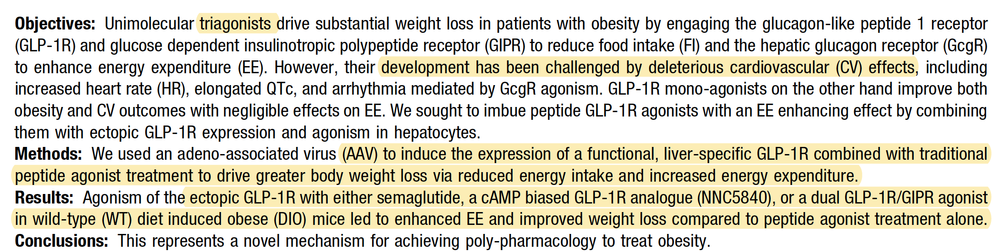 Objectives: Unimolecular triagonists drive substantial weight loss in patients with obesity by engaging the glucagon-like peptide 1 receptor
(GLP-1R) and glucose dependent insulinotropic polypeptide receptor (GIPR) to reduce food intake (FI) and the hepatic glucagon receptor (GcgR)
to enhance energy expenditure (EE). However, their development has been challenged by deleterious cardiovascular (CV) effects, including
increased heart rate (HR), elongated QTc, and arrhythmia mediated by GcgR agonism. GLP-1R mono-agonists on the other hand improve both
obesity and CV outcomes with negligible effects on EE. We sought to imbue peptide GLP-1R agonists with an EE enhancing effect by combining
them with ectopic GLP-1R expression and agonism in hepatocytes.
Methods: We used an adeno-associated virus (AAV) to induce the expression of a functional, liver-specific GLP-1R combined with traditional
peptide agonist treatment to drive greater body weight loss via reduced energy intake and increased energy expenditure.
Results: Agonism of the ectopic GLP-1R with either semaglutide, a cAMP biased GLP-1R analogue (NNC5840), or a dual GLP-1R/GIPR agonist
in wild-type (WT) diet induced obese (DIO) mice led to enhanced EE and improved weight loss compared to peptide agonist treatment alone.
Conclusions: This represents a novel mechanism for achieving poly-pharmacology to treat obesity.